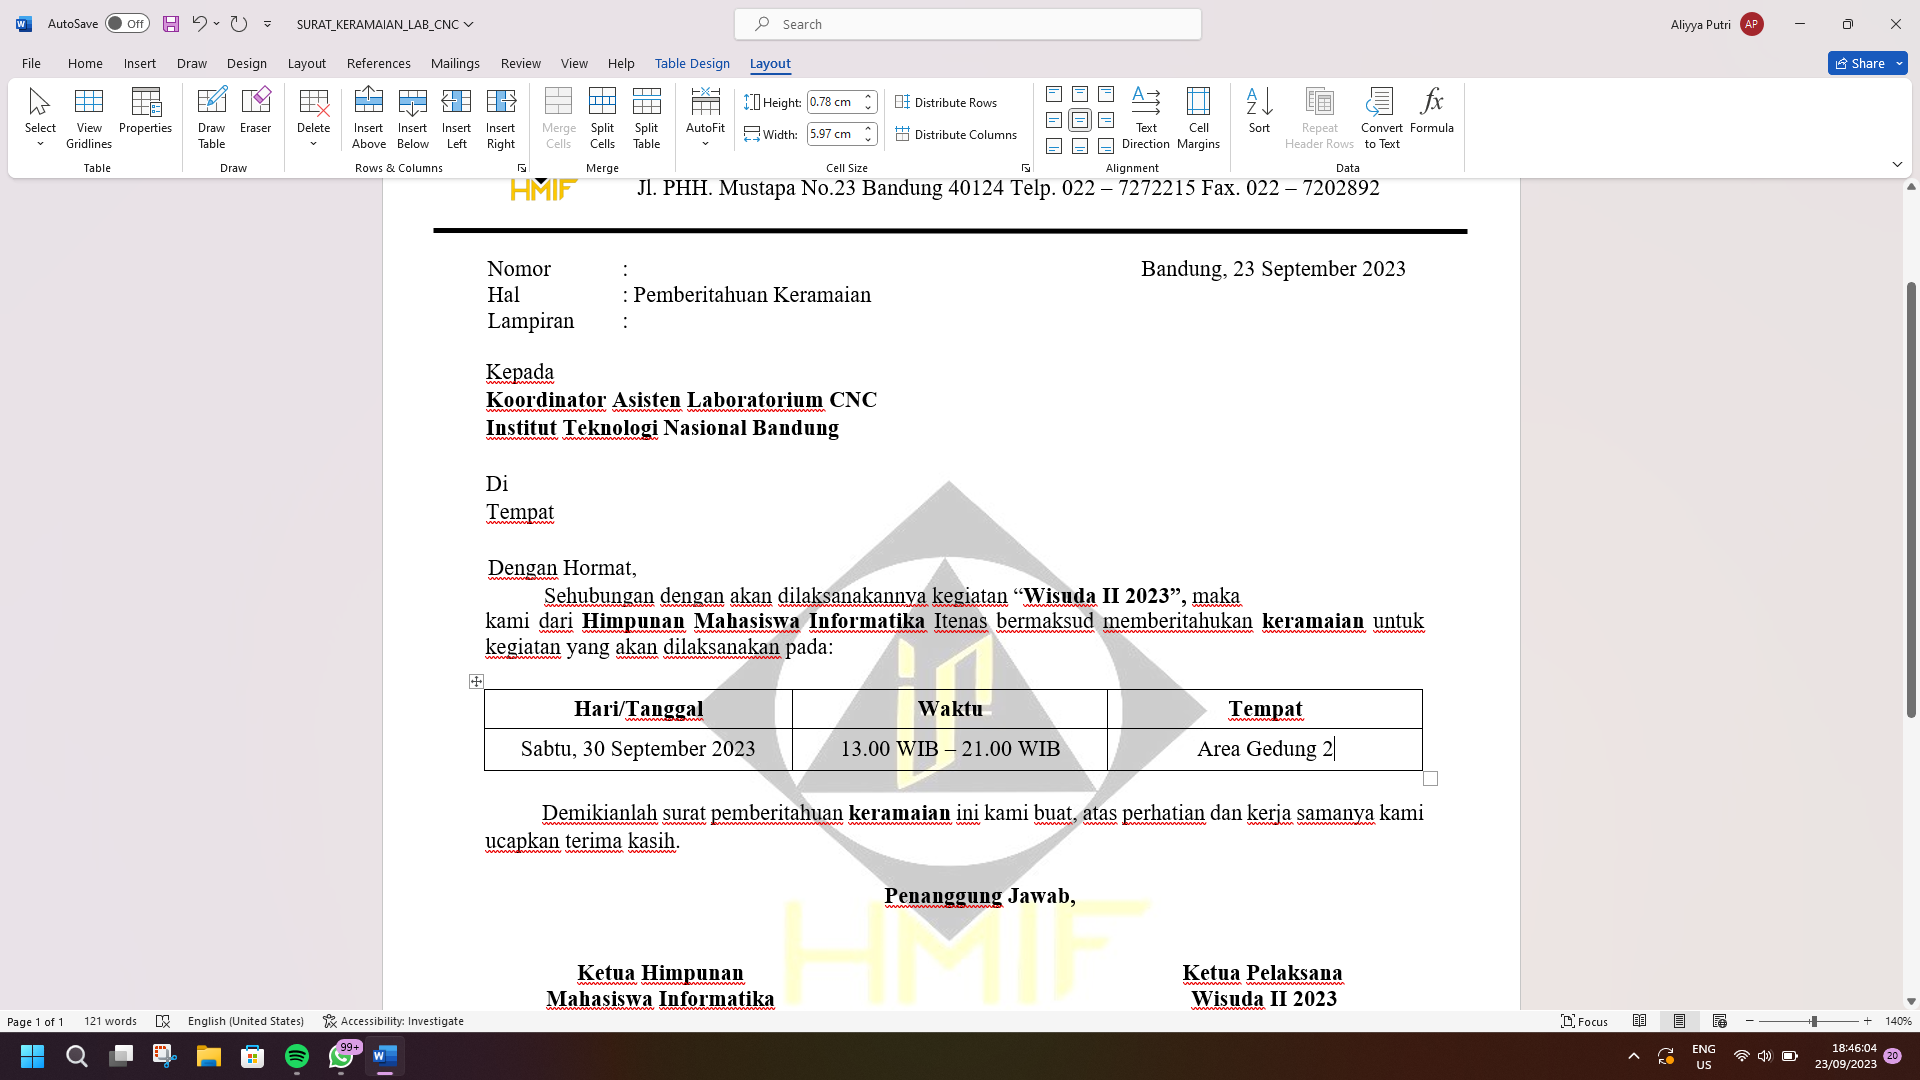 AutoSave Off SURAT_KERAMAIAN_LAB_CNC Search Aliyya Putri AP
File Home Insert Draw Design Layout References Mailings Review View Help Table Design Layout Share
Select View Gridlines Properties
Table
Draw Table Eraser
Draw
Delete Insert Above Insert Below Insert Left Insert Right
Rows & Columns
Merge Cells Split Cells Split Table
Merge
AutoFit Height: 0.78 cm Distribute Rows
Width: 5.97 cm Distribute Columns
Cell Size
Text Direction Cell Margins
Alignment
Sort Repeat Header Rows Convert to Text Formula
Data
HMIF Jl. PHH. Mustapa No.23 Bandung 40124 Telp. 022 – 7272215 Fax. 022 – 7202892
Nomor : Bandung, 23 September 2023
Hal : Pemberitahuan Keramaian
Lampiran :
Kepada
Koordinator Asisten Laboratorium CNC
Institut Teknologi Nasional Bandung
Di
Tempat
Dengan Hormat,
Sehubungan dengan akan dilaksanakannya kegiatan “Wisuda II 2023”, maka
kami dari Himpunan Mahasiswa Informatika Itenas bermaksud memberitahukan keramaian untuk
kegiatan yang akan dilaksanakan pada:
Hari/Tanggal Waktu Tempat
Sabtu, 30 September 2023 13.00 WIB – 21.00 WIB Area Gedung 2
Demikianlah surat pemberitahuan keramaian ini kami buat, atas perhatian dan kerja samanya kami
ucapkan terima kasih.
Penanggung Jawab,
HMIF
Ketua Himpunan Ketua Pelaksana
Mahasiswa Informatika Wisuda II 2023
Page 1 of 1 121 words English (United States) Accessibility: Investigate Focus 140%
99+ ENG US 18:46:04 23/09/2023 20